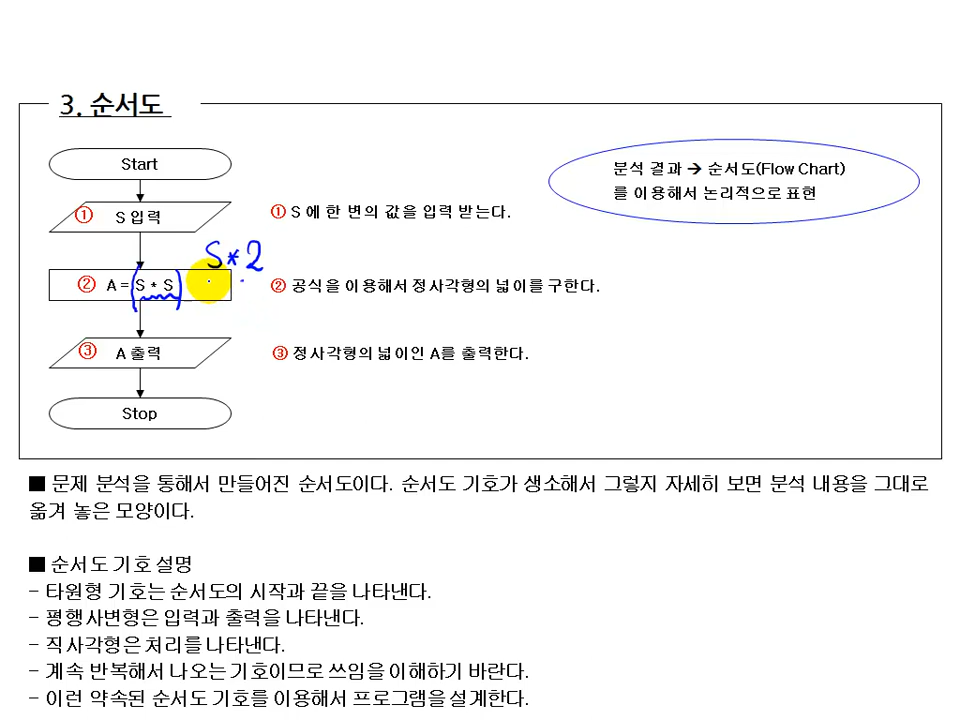 3. 순서도
Start
분석 결과 → 순서도(Flow Chart)
를 이용해서 논리적으로 표현
① S 입력
① S 에 한 변의 값을 입력 받는다.
S*2
② A = S * S
② 공식을 이용해서 정사각형의 넓이를 구한다.
③ A 출력
③ 정사각형의 넓이인 A를 출력한다.
Stop
■ 문제 분석을 통해서 만들어진 순서도이다. 순서도 기호가 생소해서 그렇지 자세히 보면 분석 내용을 그대로
옮겨 놓은 모양이다.
■ 순서도 기호 설명
- 타원형 기호는 순서도의 시작과 끝을 나타낸다.
- 평행사변형은 입력과 출력을 나타낸다.
- 직사각형은 처리를 나타낸다.
- 계속 반복해서 나오는 기호이므로 쓰임을 이해하기 바란다.
- 이런 약속된 순서도 기호를 이용해서 프로그램을 설계한다.